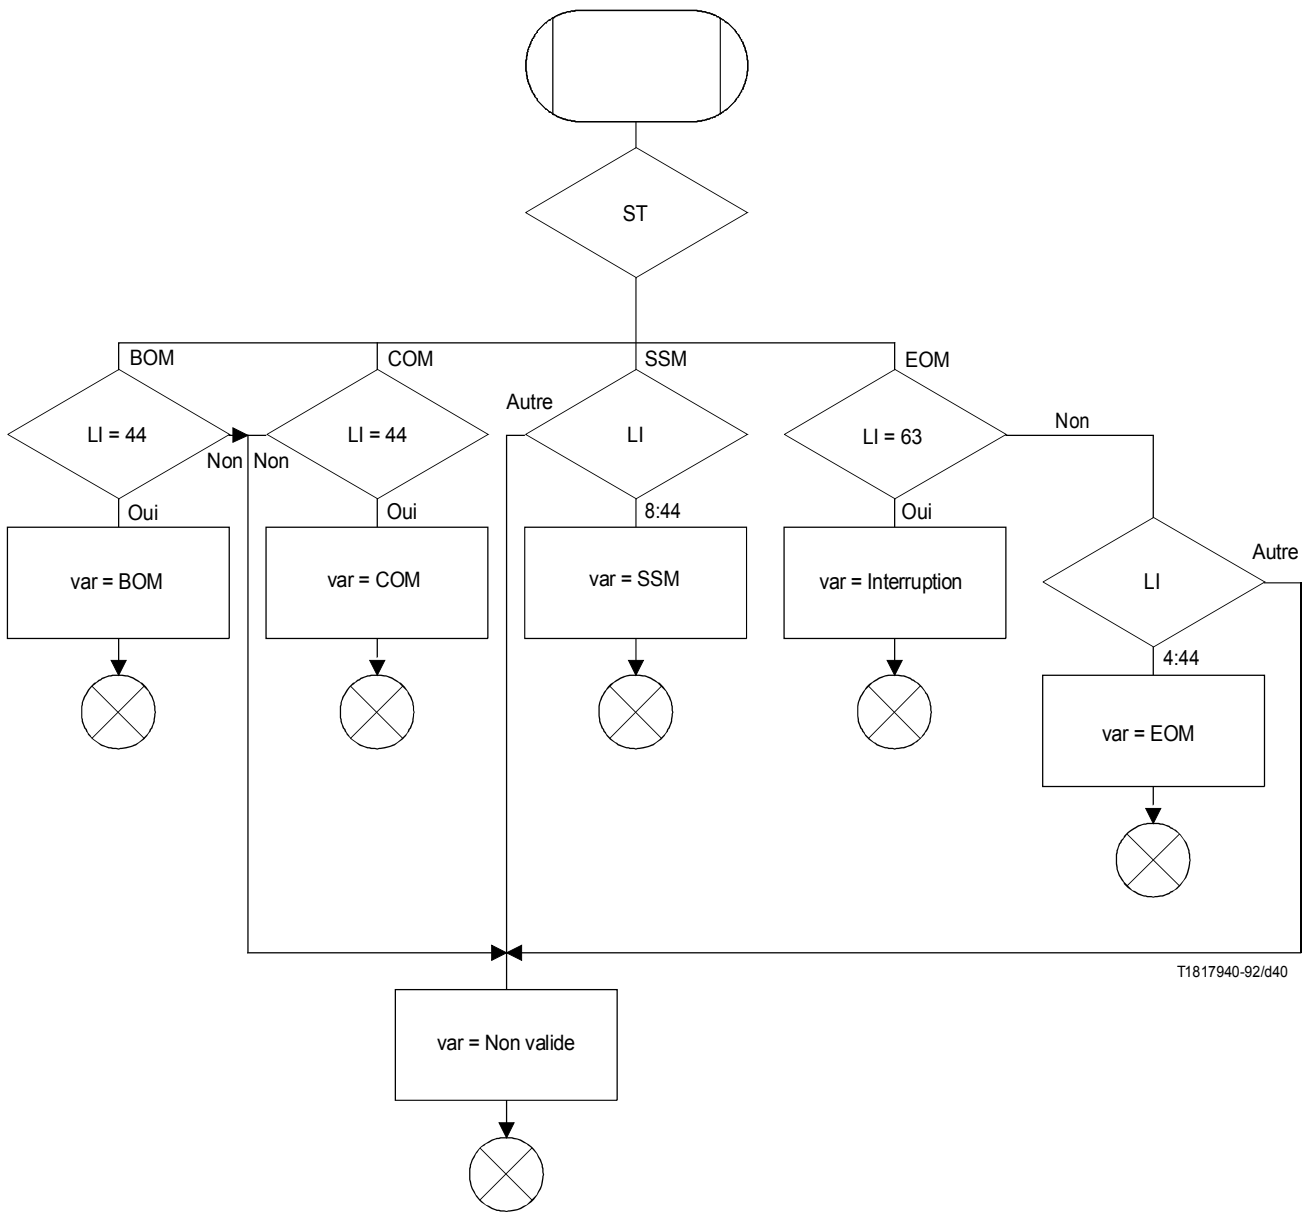 ST
BOM
COM
SSM
EOM
Autre
LI = 44
LI = 44
LI
LI = 63
Non
Non
Non
Oui
Oui
8:44
Oui
Autre
var = BOM
var = COM
var = SSM
var = Interruption
LI
4:44
var = EOM
T1817940-92/d40
var = Non valide